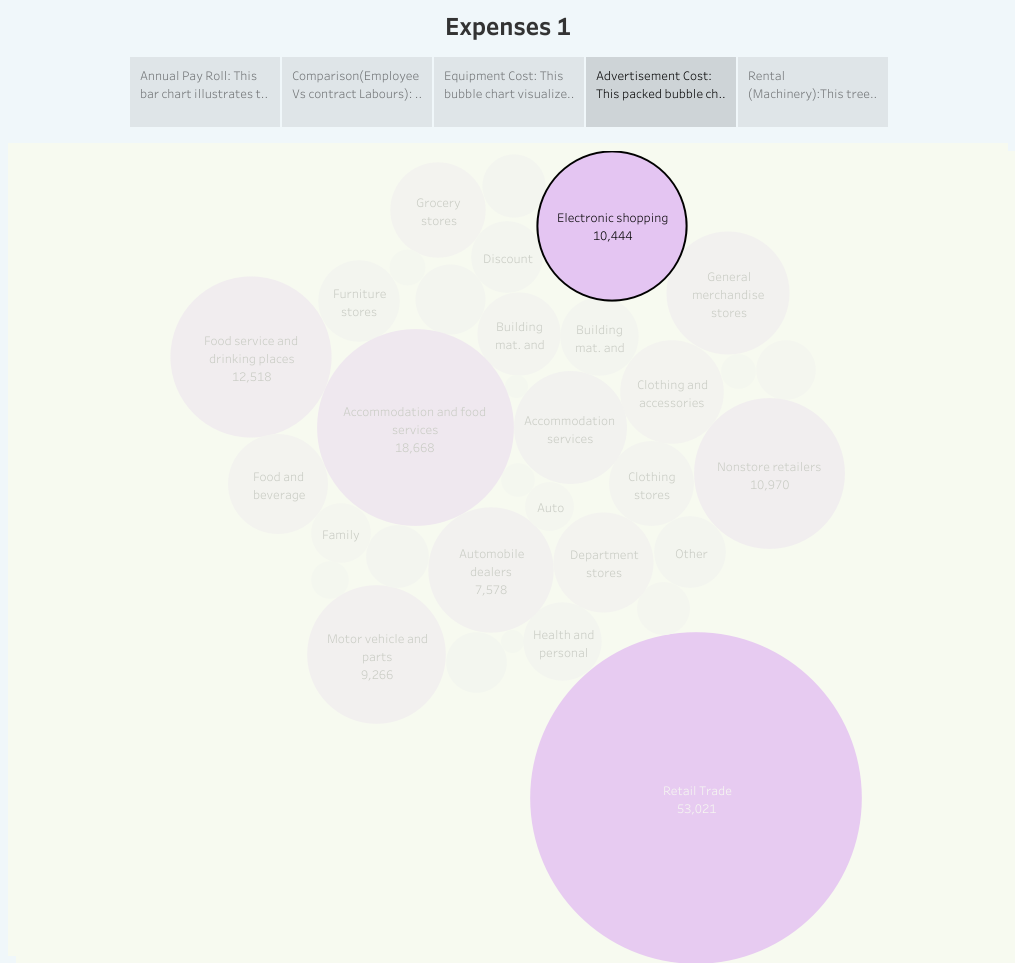 Expenses 1
Annual Pay Roll: This
bar chart illustrates t..
Comparison(Employee
Vs contract Labours): ..
Equipment Cost: This
bubble chart visualize..
Advertisement Cost:
This packed bubble ch..
Rental
(Machinery):This tree..
Grocery
stores
Electronic shopping
10,444
Discount
General
merchandise
stores
Furniture
stores
Building
mat. and
Building
mat. and
Food service and
drinking places
12,518
Clothing and
accessories
Accommodation and food
services
18,668
Accommodation
services
Nonstore retailers
10,970
Food and
beverage
Clothing
stores
Auto
Family
Automobile
dealers
7,578
Department
stores
Other
Motor vehicle and
parts
9,266
Health and
personal
Retail Trade
53,021